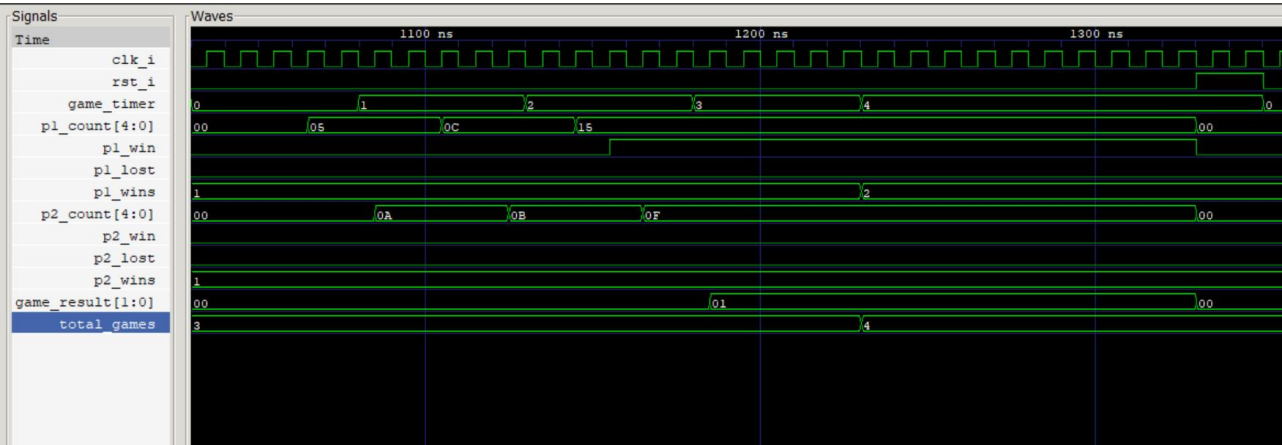 Signals Waves
Time 1100 ns 1200 ns 1300 ns
clk_i
rst_i
game_timer 0 1 2 3 4 0
p1_count[4:0] 00 05 0C 15 00
p1_win
p1_lost
p1_wins 1 2
p2_count[4:0] 00 0A 0B 0F 00
p2_win
p2_lost
p2_wins 1
game_result[1:0] 00 01 00
total_games 3 4